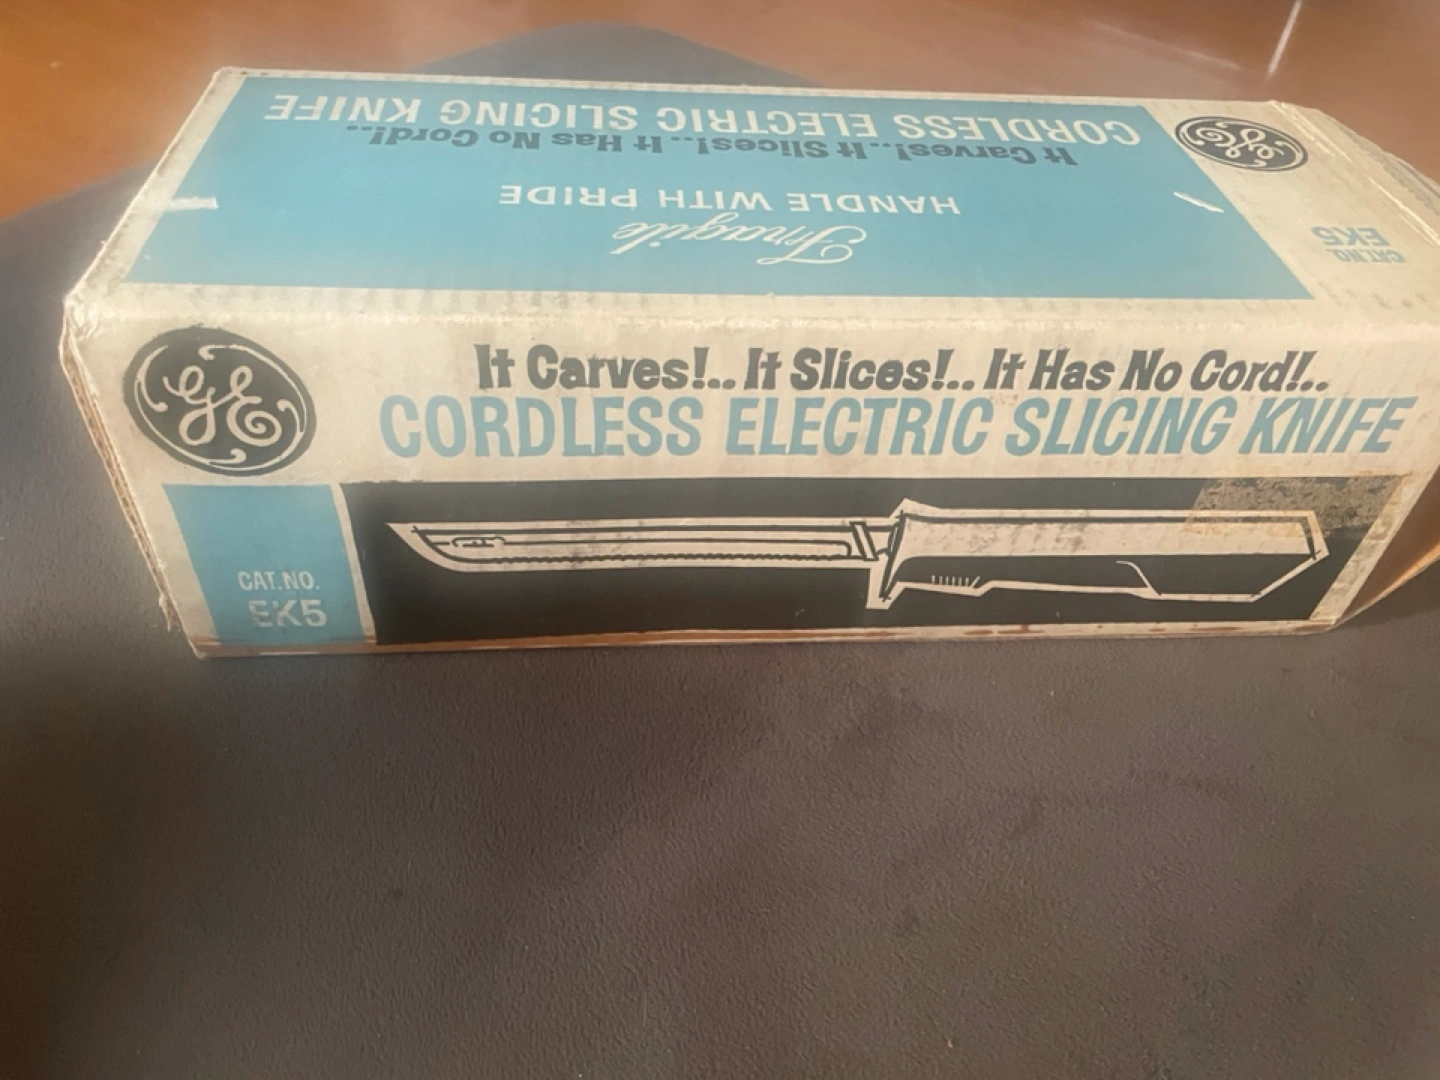 CORDLESS ELECTRIC SLICING KNIFE
It Carves!..It Slices!..It Has No Cord!..
HANDLE WITH PRIDE
Fragile
GE
CAT.NO.
EK5
GE
It Carves!..It Slices!..It Has No Cord!..
CORDLESS ELECTRIC SLICING KNIFE
CAT.NO.
EK5